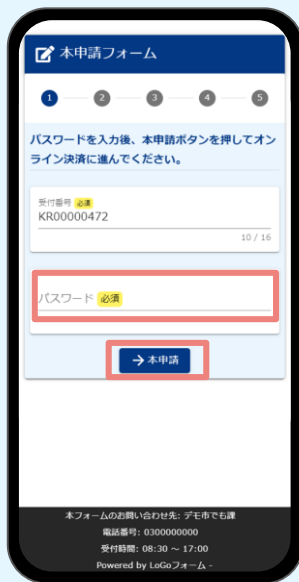 本申請フォーム
1 2 3 4 5
パスワードを入力後、本申請ボタンを押してオン
ライン決済に進んでください。
受付番号 必須
KR00000472
10 / 16
パスワード 必須
→ 本申請
本フォームのお問い合わせ先: デモ市でも課
電話番号: 0300000000
受付時間: 08:30 ～ 17:00
Powered by LoGoフォーム -